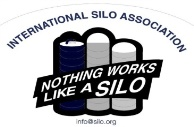 INTERNATIONAL SILO ASSOCIATION
NOTHING WORKS
LIKE A SILO
info@silo.org